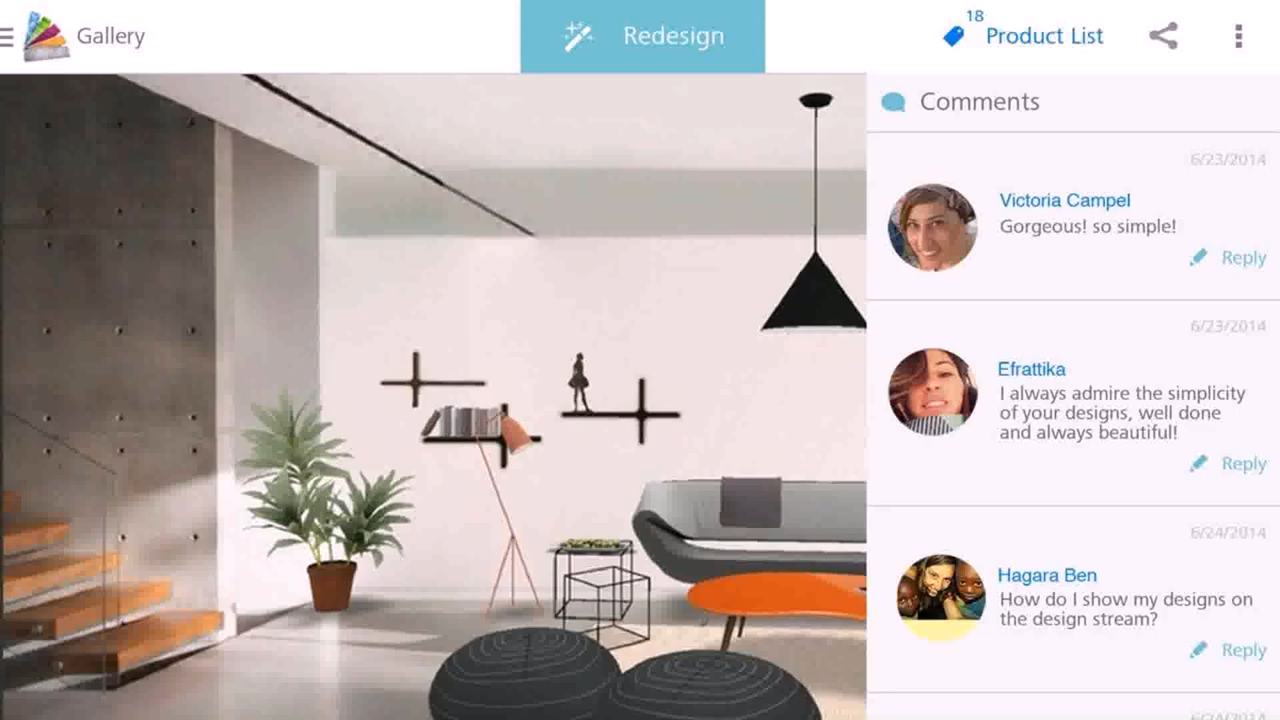 Gallery
Redesign
18
Product List
Comments
6/23/2014
Victoria Campel
Gorgeous! so simple!
Reply
6/23/2014
Efrattika
I always admire the simplicity
of your designs, well done
and always beautiful!
Reply
6/24/2014
Hagara Ben
How do I show my designs on
the design stream?
Reply